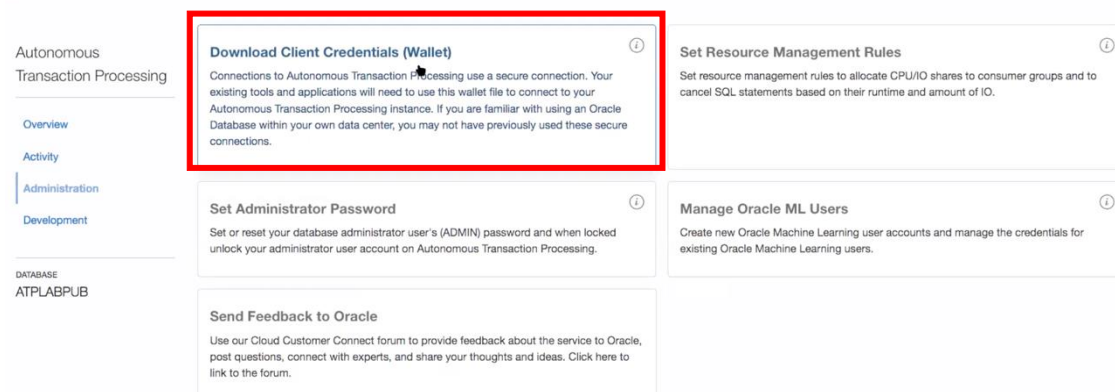 Autonomous
Transaction Processing
Overview
Activity
Administration
Development
DATABASE
ATPLABPUB
Download Client Credentials (Wallet)
Connections to Autonomous Transaction Processing use a secure connection. Your
existing tools and applications will need to use this wallet file to connect to your
Autonomous Transaction Processing instance. If you are familiar with using an Oracle
Database within your own data center, you may not have previously used these secure
connections.
Set Resource Management Rules
Set resource management rules to allocate CPU/IO shares to consumer groups and to
cancel SQL statements based on their runtime and amount of IO.
Set Administrator Password
Set or reset your database administrator user's (ADMIN) password and when locked
unlock your administrator user account on Autonomous Transaction Processing.
Manage Oracle ML Users
Create new Oracle Machine Learning user accounts and manage the credentials for
existing Oracle Machine Learning users.
Send Feedback to Oracle
Use our Cloud Customer Connect forum to provide feedback about the service to Oracle,
post questions, connect with experts, and share your thoughts and ideas. Click here to
link to the forum.